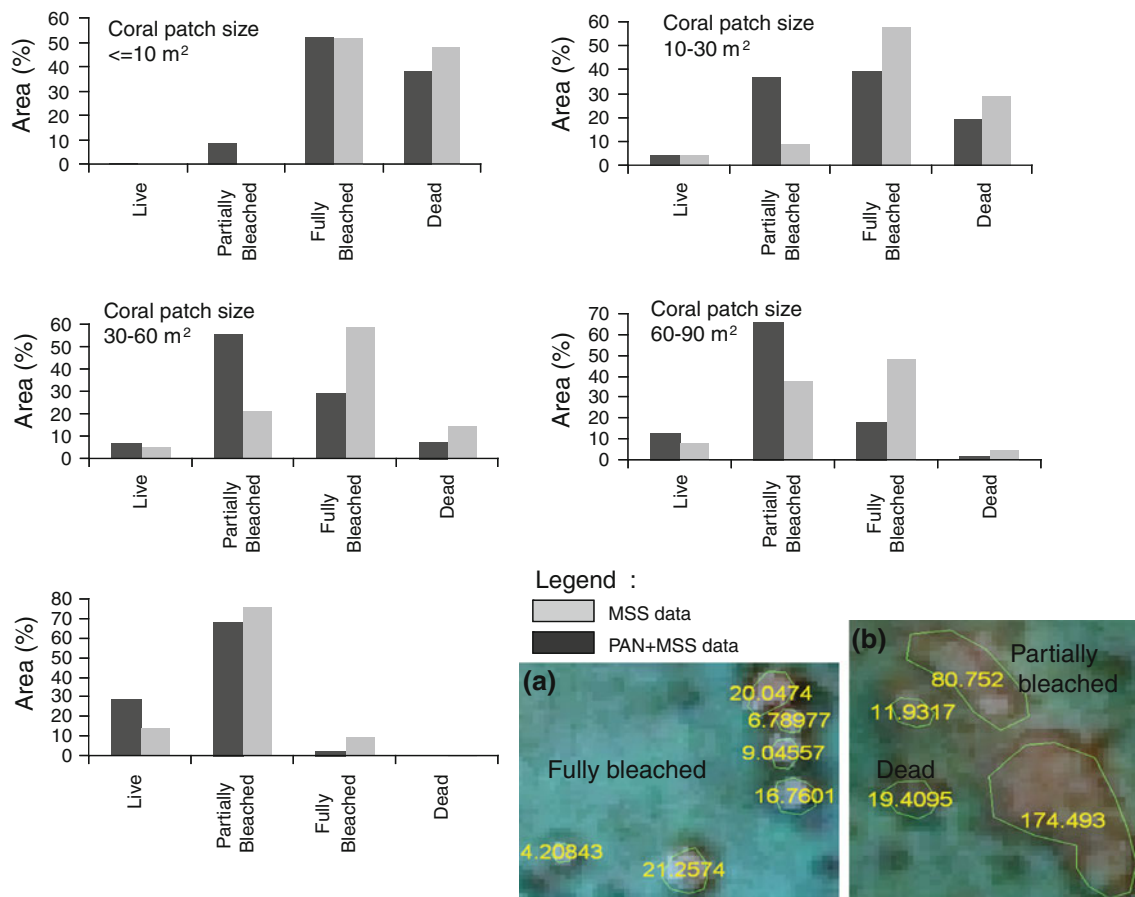 Coral patch size
<=10 m²
Area (%)
60
50
40
30
20
10
0
Live
Partially
Bleached
Fully
Bleached
Dead
Coral patch size
10-30 m²
Area (%)
60
50
40
30
20
10
0
Live
Partially
Bleached
Fully
Bleached
Dead
Coral patch size
30-60 m²
Area (%)
60
50
40
30
20
10
0
Live
Partially
Bleached
Fully
Bleached
Dead
Coral patch size
60-90 m²
Area (%)
70
60
50
40
30
20
10
0
Live
Partially
Bleached
Fully
Bleached
Dead
Area (%)
80
70
60
50
40
30
20
10
0
Live
Partially
Bleached
Fully
Bleached
Dead
Legend :
MSS data
PAN+MSS data
(a)
20.0474
6.78977
9.04557
Fully bleached
16.7601
4.20843
21.2574
(b)
Partially
bleached
80.752
11.9317
Dead
19.4095
174.493